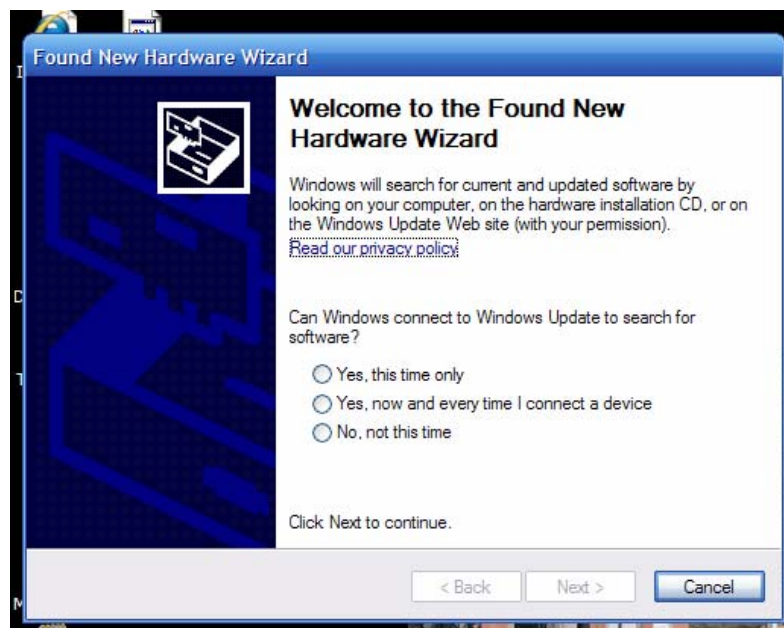 Found New Hardware Wizard
Welcome to the Found New
Hardware Wizard
Windows will search for current and updated software by
looking on your computer, on the hardware installation CD, or on
the Windows Update Web site (with your permission).
Read our privacy policy
Can Windows connect to Windows Update to search for
software?
Yes, this time only
Yes, now and every time I connect a device
No, not this time
Click Next to continue.
< Back
Next >
Cancel